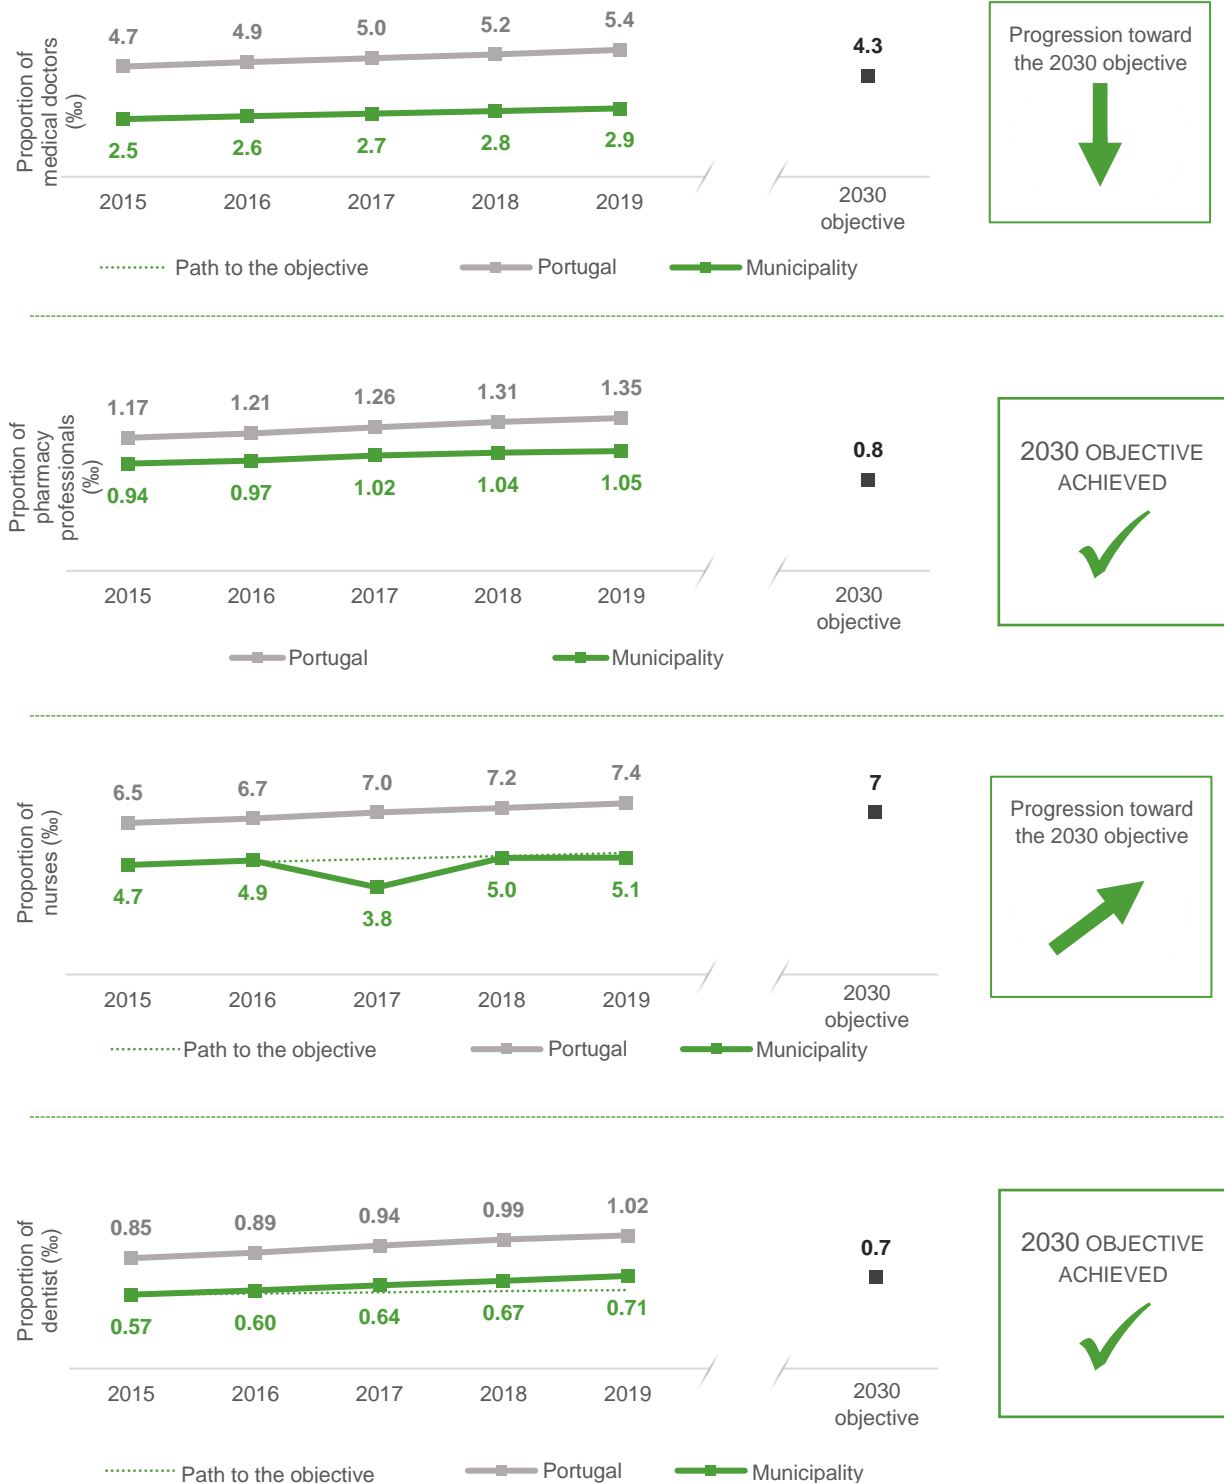 Proportion of
medical doctors
(‰)
4.7 4.9 5.0 5.2 5.4
2.5 2.6 2.7 2.8 2.9
4.3
2015 2016 2017 2018 2019
2030
objective
Path to the objective Portugal Municipality
Progression toward
the 2030 objective
Prportion of
pharmacy
professionals
(‰)
1.17 1.21 1.26 1.31 1.35
0.94 0.97 1.02 1.04 1.05
0.8
2015 2016 2017 2018 2019
2030
objective
Portugal Municipality
2030 OBJECTIVE
ACHIEVED
Proportion of
nurses (‰)
6.5 6.7 7.0 7.2 7.4
4.7 4.9 3.8 5.0 5.1
7
2015 2016 2017 2018 2019
2030
objective
Path to the objective Portugal Municipality
Progression toward
the 2030 objective
Proportion of
dentist (‰)
0.85 0.89 0.94 0.99 1.02
0.57 0.60 0.64 0.67 0.71
0.7
2015 2016 2017 2018 2019
2030
objective
Path to the objective Portugal Municipality
2030 OBJECTIVE
ACHIEVED